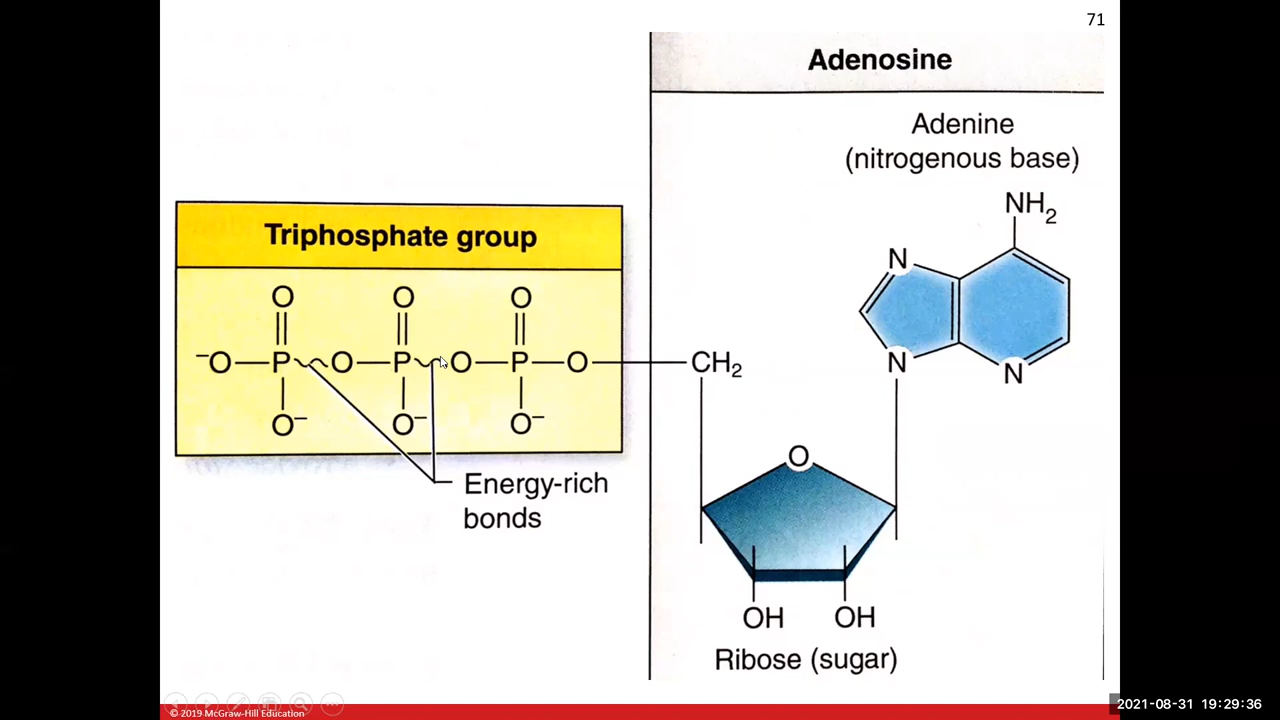 71
Adenosine
Adenine
(nitrogenous base)
NH2
N
N
N
Triphosphate group
O O O
⁻O P O P O P O CH2
O⁻ O⁻ O⁻
Energy-rich
bonds
O
OH OH
Ribose (sugar)
© 2019 McGraw-Hill Education
2021-08-31 19:29:36